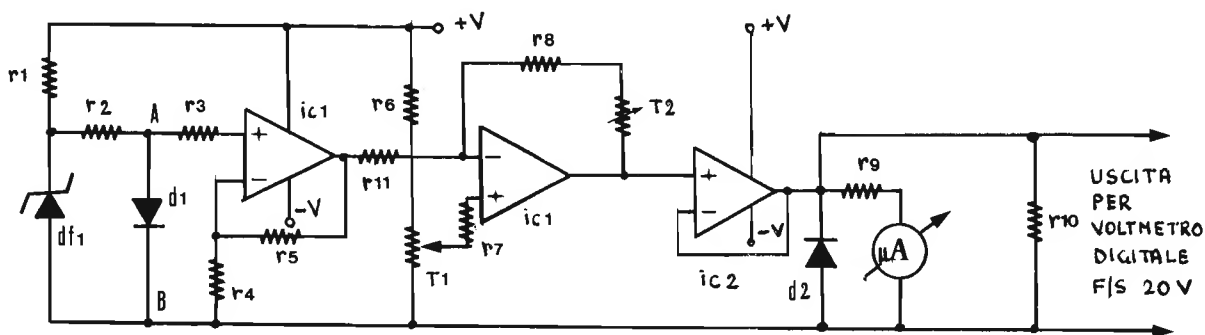 +V
+V
r1
r2
A
r3
ic1
r6
r8
T2
r11
-V
r5
r4
df1
d1
B
T1
r7
ic1
ic2
-V
r9
d2
µA
r10
USCITA
PER
VOLTMETRO
DIGITALE
F/S 20V